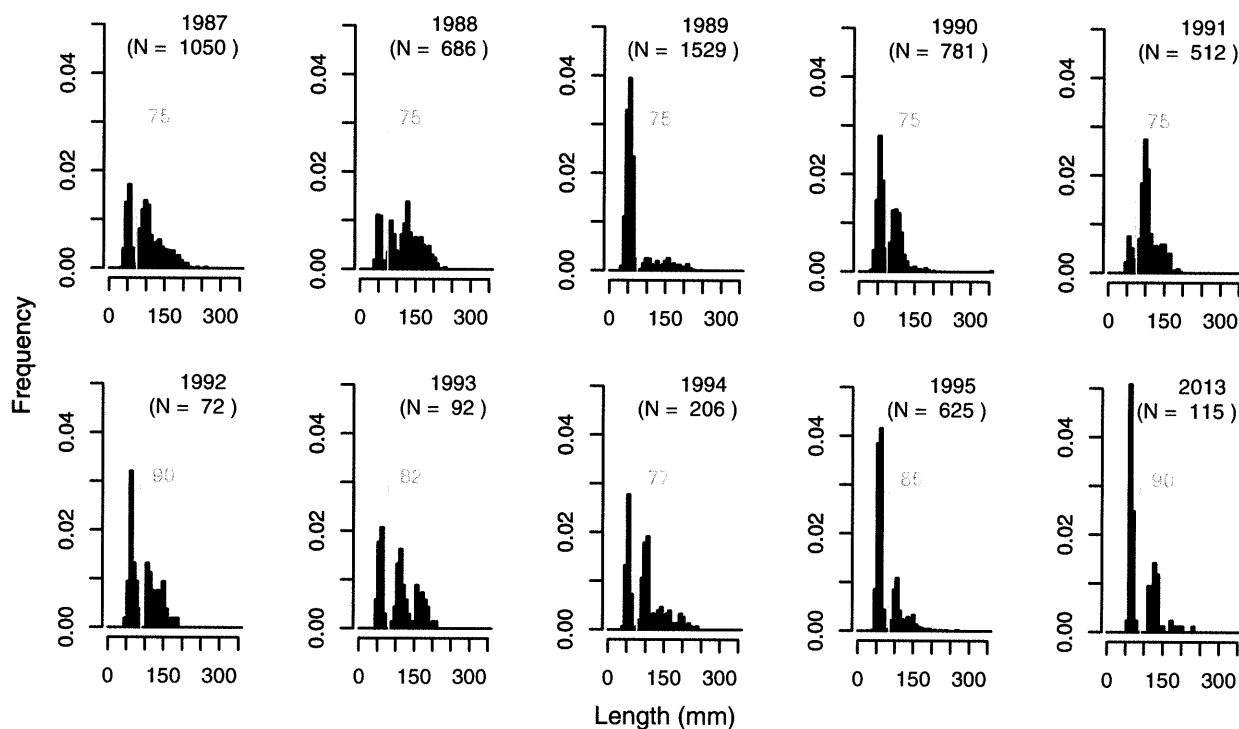 1987
(N = 1050 )
75
0.00 0.02 0.04
0 150 300
1988
(N = 686 )
75
0.00 0.02 0.04
0 150 300
1989
(N = 1529 )
75
0.00 0.02 0.04
0 150 300
1990
(N = 781 )
75
0.00 0.02 0.04
0 150 300
1991
(N = 512 )
75
0.00 0.02 0.04
0 150 300
Frequency
1992
(N = 72 )
90
0.00 0.02 0.04
0 150 300
1993
(N = 92 )
82
0.00 0.02 0.04
0 150 300
1994
(N = 206 )
77
0.00 0.02 0.04
0 150 300
1995
(N = 625 )
85
0.00 0.02 0.04
0 150 300
2013
(N = 115 )
90
0.00 0.02 0.04
0 150 300
Length (mm)